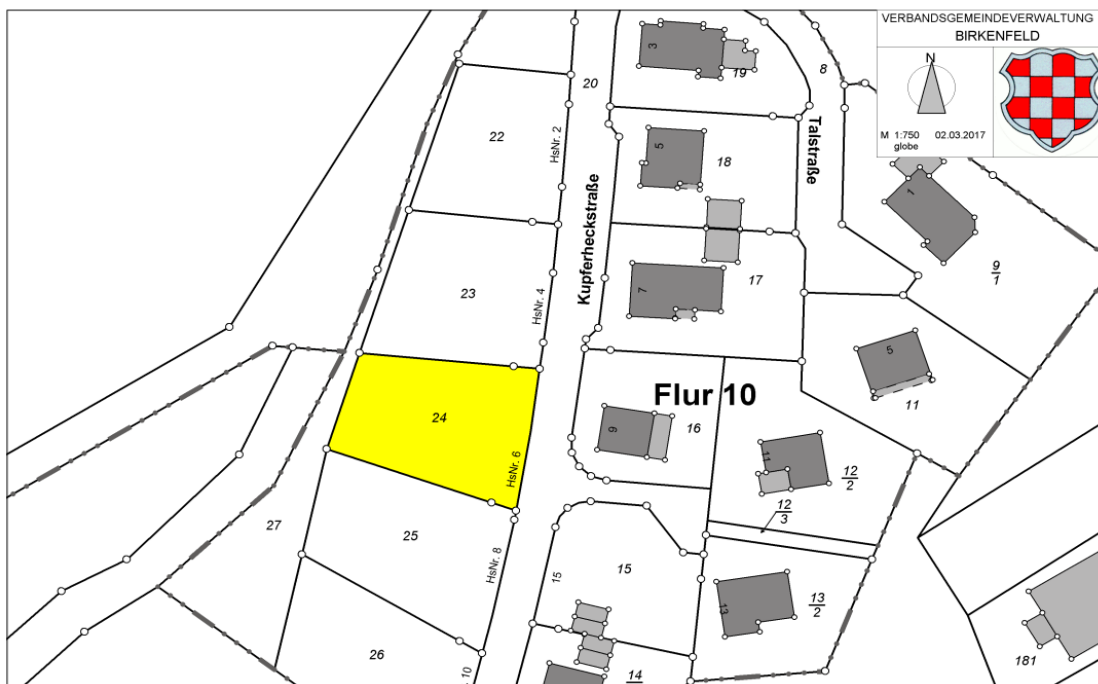 VERBANDSGEMEINDEVERWALTUNG
BIRKENFELD
N
M 1:750 02.03.2017
globe
3
19
20
8
22
HsNr. 2
5
18
Talstraße
1
9
1
Kupferheckstraße
23
HsNr. 4
7
17
5
11
Flur 10
24
HsNr. 6
9
16
11
12
2
12
3
25
HsNr. 8
27
15
15
13
13
2
26
10
14
181